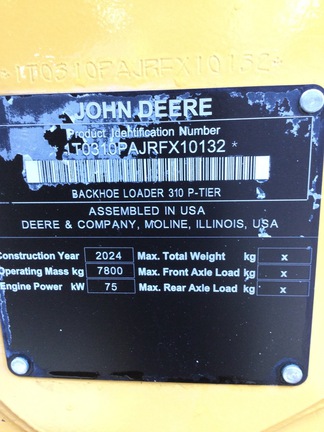 *1T0310PAJRFX10132*
JOHN DEERE
Product Identification Number
1T0310PAJRFX10132 *
BACKHOE LOADER 310 P-TIER
ASSEMBLED IN USA
DEERE & COMPANY, MOLINE, ILLINOIS, USA
Construction Year 2024 Max. Total Weight kg x
Operating Mass kg 7800 Max. Front Axle Load kg x
Engine Power kW 75 Max. Rear Axle Load kg x